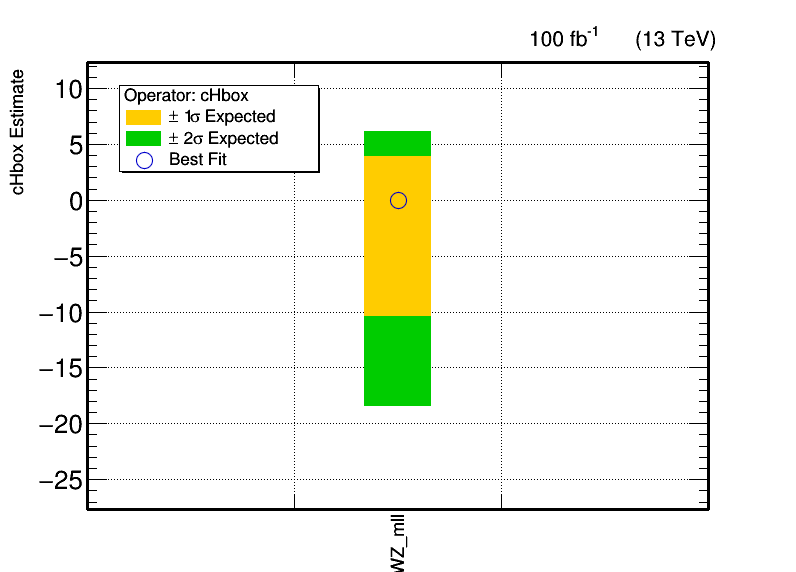 100 fb-1 (13 TeV)
cHbox Estimate
Operator: cHbox
± 1σ Expected
± 2σ Expected
Best Fit
10
5
0
−5
−10
−15
−20
−25
WZ_mll